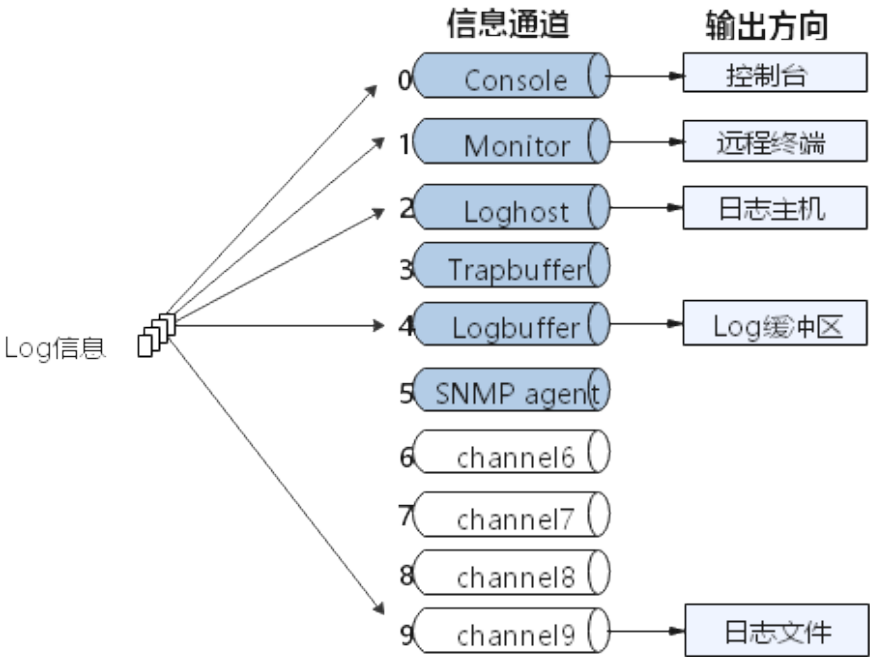 信息通道 输出方向
0 Console 控制台
1 Monitor 远程终端
2 Loghost 日志主机
3 Trapbuffer
4 Logbuffer Log缓冲区
Log信息
5 SNMP agent
6 channel6
7 channel7
8 channel8
9 channel9 日志文件